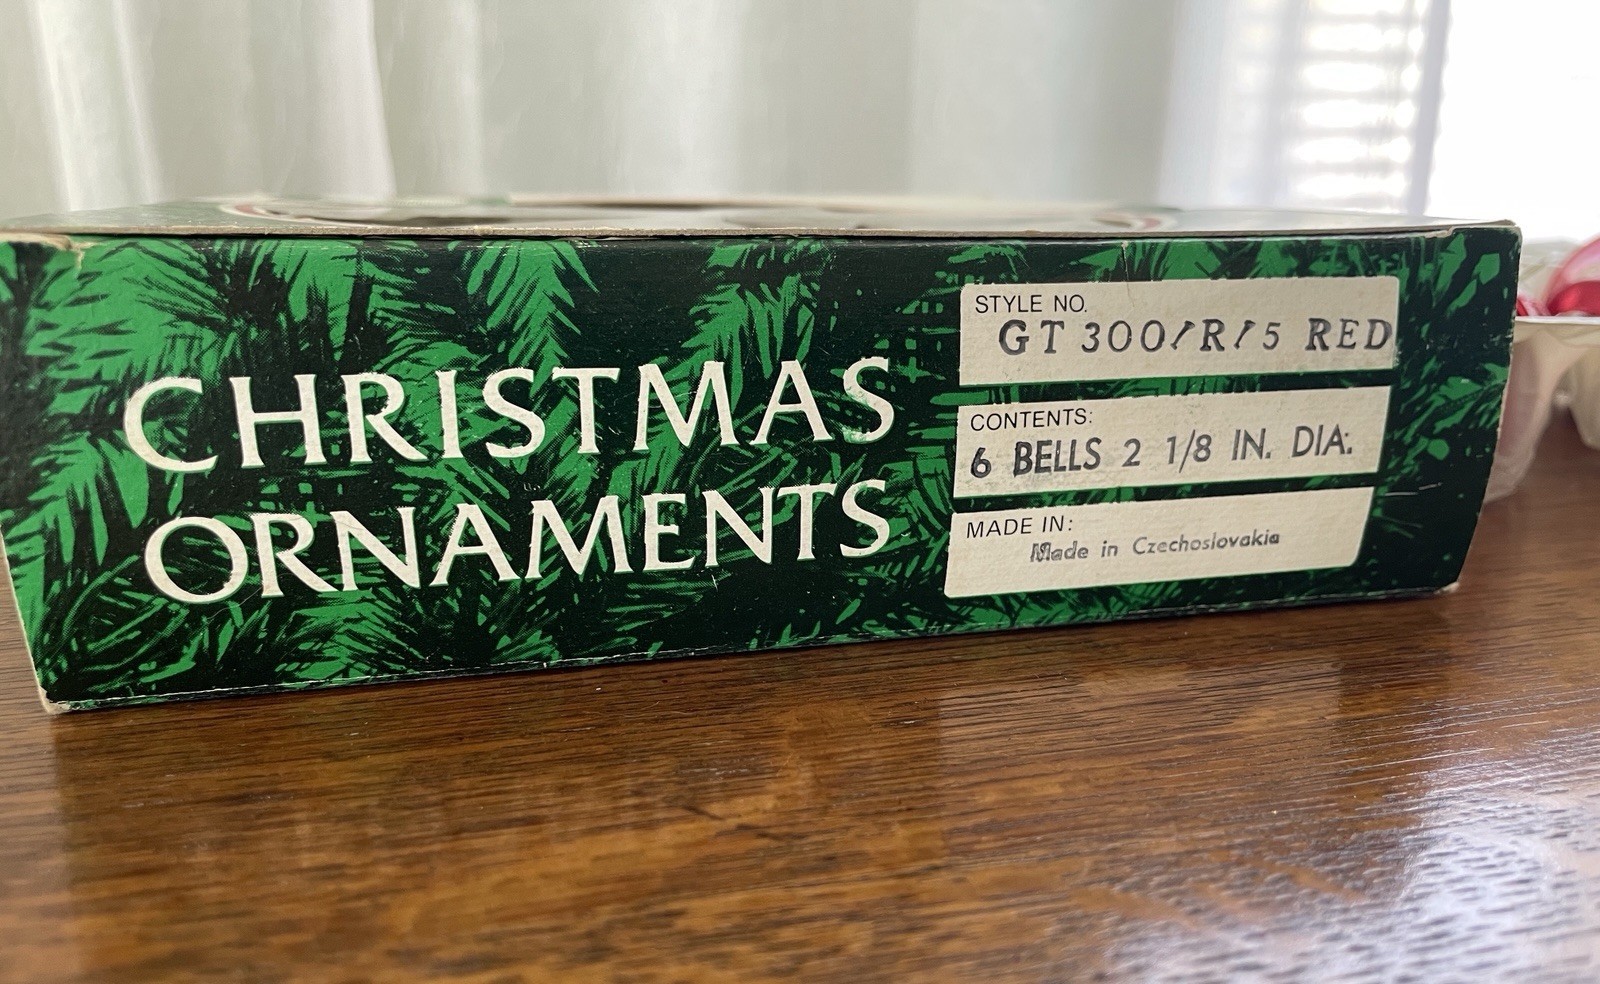 CHRISTMAS
ORNAMENTS
STYLE NO.
GT 300/R/5 RED
CONTENTS:
6 BELLS 2 1/8 IN. DIA.
MADE IN:
Made in Czechoslovakia